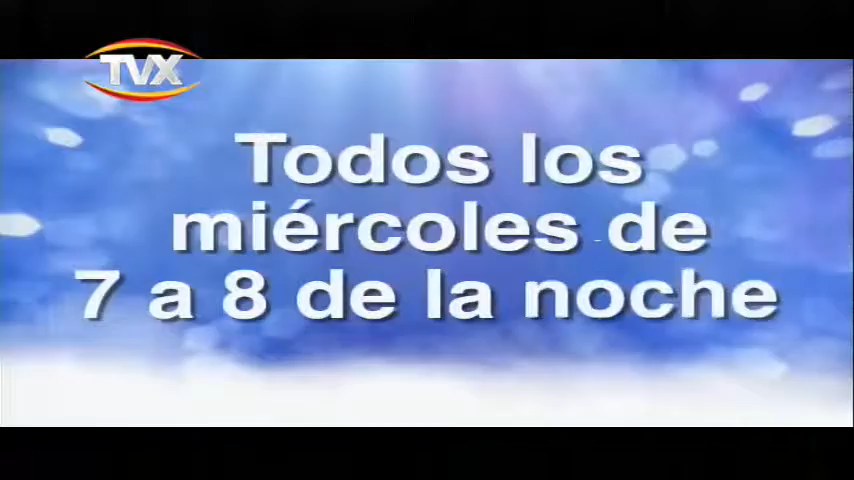 TVX
Todos los
miércoles de
7 a 8 de la noche